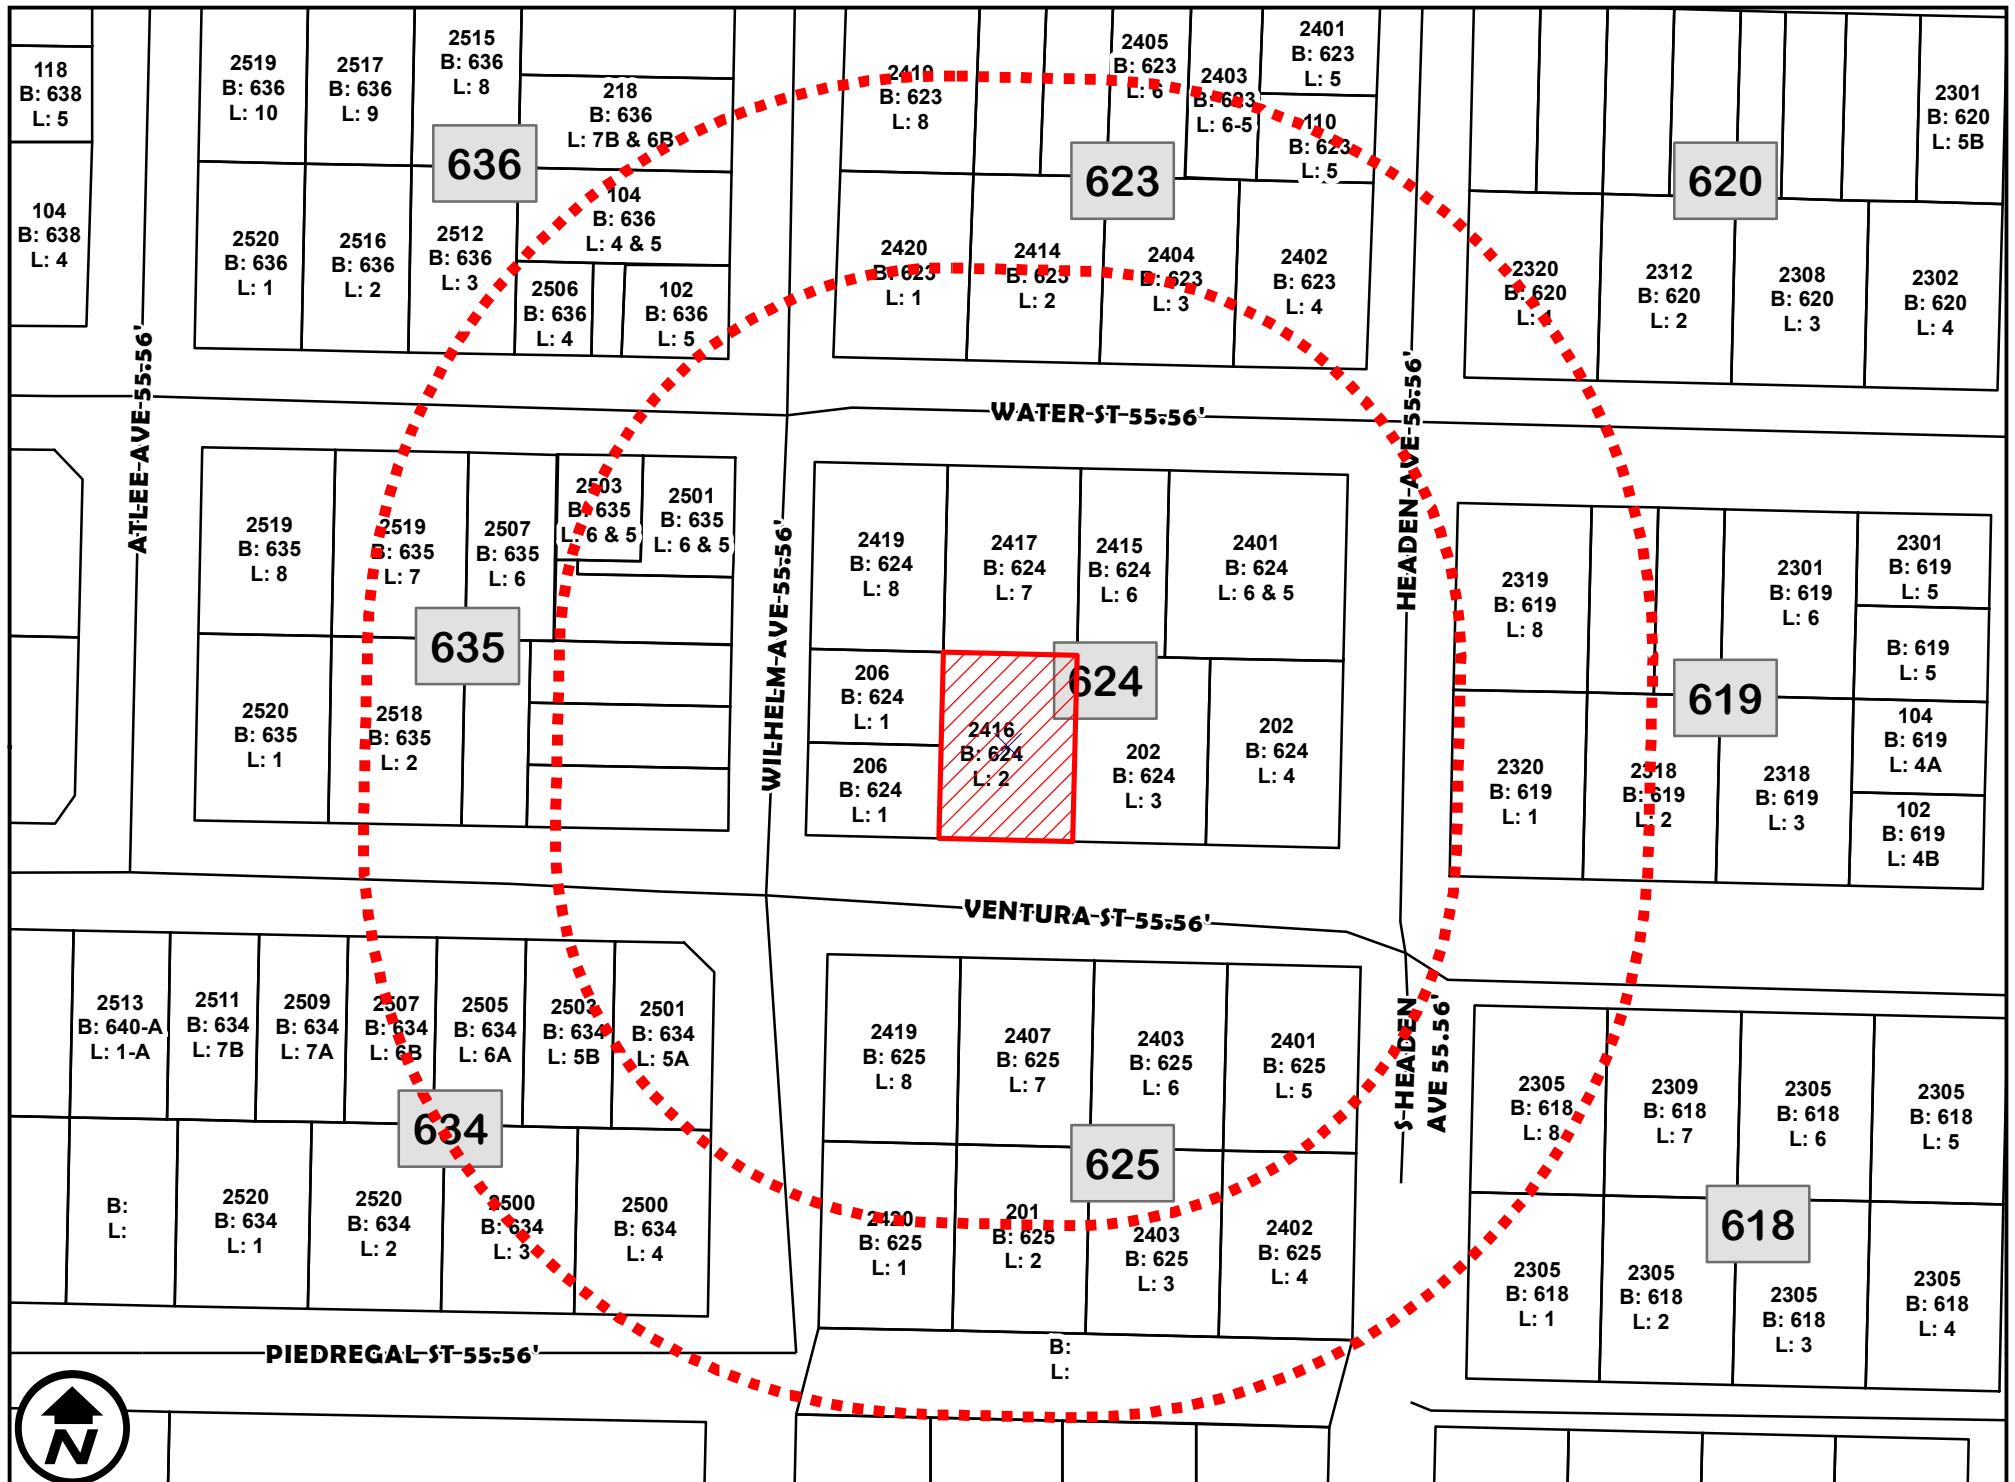 118
B: 638
L: 5
104
B: 638
L: 4
2519
B: 636
L: 10
2517
B: 636
L: 9
2515
B: 636
L: 8
218
B: 636
L: 7B & 6B
636
2520
B: 636
L: 1
2516
B: 636
L: 2
2512
B: 636
L: 3
104
B: 636
L: 4 & 5
2506
B: 636
L: 4
102
B: 636
L: 5
2419
B: 623
L: 8
2405
B: 623
L: 6
2403
B: 623
L: 6-5
2401
B: 623
L: 5
110
B: 623
L: 5
623
2420
B: 623
L: 1
2414
B: 623
L: 2
2404
B: 623
L: 3
2402
B: 623
L: 4
2301
B: 620
L: 5B
620
2320
B: 620
L: 1
2312
B: 620
L: 2
2308
B: 620
L: 3
2302
B: 620
L: 4
ATLEE AVE 55.56'
WATER ST 55.56'
HEADEN AVE 55.56'
WILHELM AVE 55.56'
2519
B: 635
L: 8
2519
B: 635
L: 7
2507
B: 635
L: 6
2503
B: 635
L: 6 & 5
2501
B: 635
L: 6 & 5
635
2520
B: 635
L: 1
2518
B: 635
L: 2
2419
B: 624
L: 8
2417
B: 624
L: 7
2415
B: 624
L: 6
2401
B: 624
L: 6 & 5
624
206
B: 624
L: 1
206
B: 624
L: 1
2416
B: 624
L: 2
202
B: 624
L: 3
202
B: 624
L: 4
2319
B: 619
L: 8
2301
B: 619
L: 6
2301
B: 619
L: 5
B: 619
L: 5
619
2320
B: 619
L: 1
2318
B: 619
L: 2
2318
B: 619
L: 3
104
B: 619
L: 4A
102
B: 619
L: 4B
VENTURA ST 55.56'
S HEADEN
AVE 55.56'
2513
B: 640-A
L: 1-A
2511
B: 634
L: 7B
2509
B: 634
L: 7A
2507
B: 634
L: 6B
2505
B: 634
L: 6A
2503
B: 634
L: 5B
2501
B: 634
L: 5A
634
B:
L:
2520
B: 634
L: 1
2520
B: 634
L: 2
2500
B: 634
L: 3
2500
B: 634
L: 4
2419
B: 625
L: 8
2407
B: 625
L: 7
2403
B: 625
L: 6
2401
B: 625
L: 5
625
2420
B: 625
L: 1
201
B: 625
L: 2
2403
B: 625
L: 3
2402
B: 625
L: 4
B:
L:
2305
B: 618
L: 8
2309
B: 618
L: 7
2305
B: 618
L: 6
2305
B: 618
L: 5
618
2305
B: 618
L: 1
2305
B: 618
L: 2
2305
B: 618
L: 3
2305
B: 618
L: 4
PIEDREGAL ST 55.56'
N